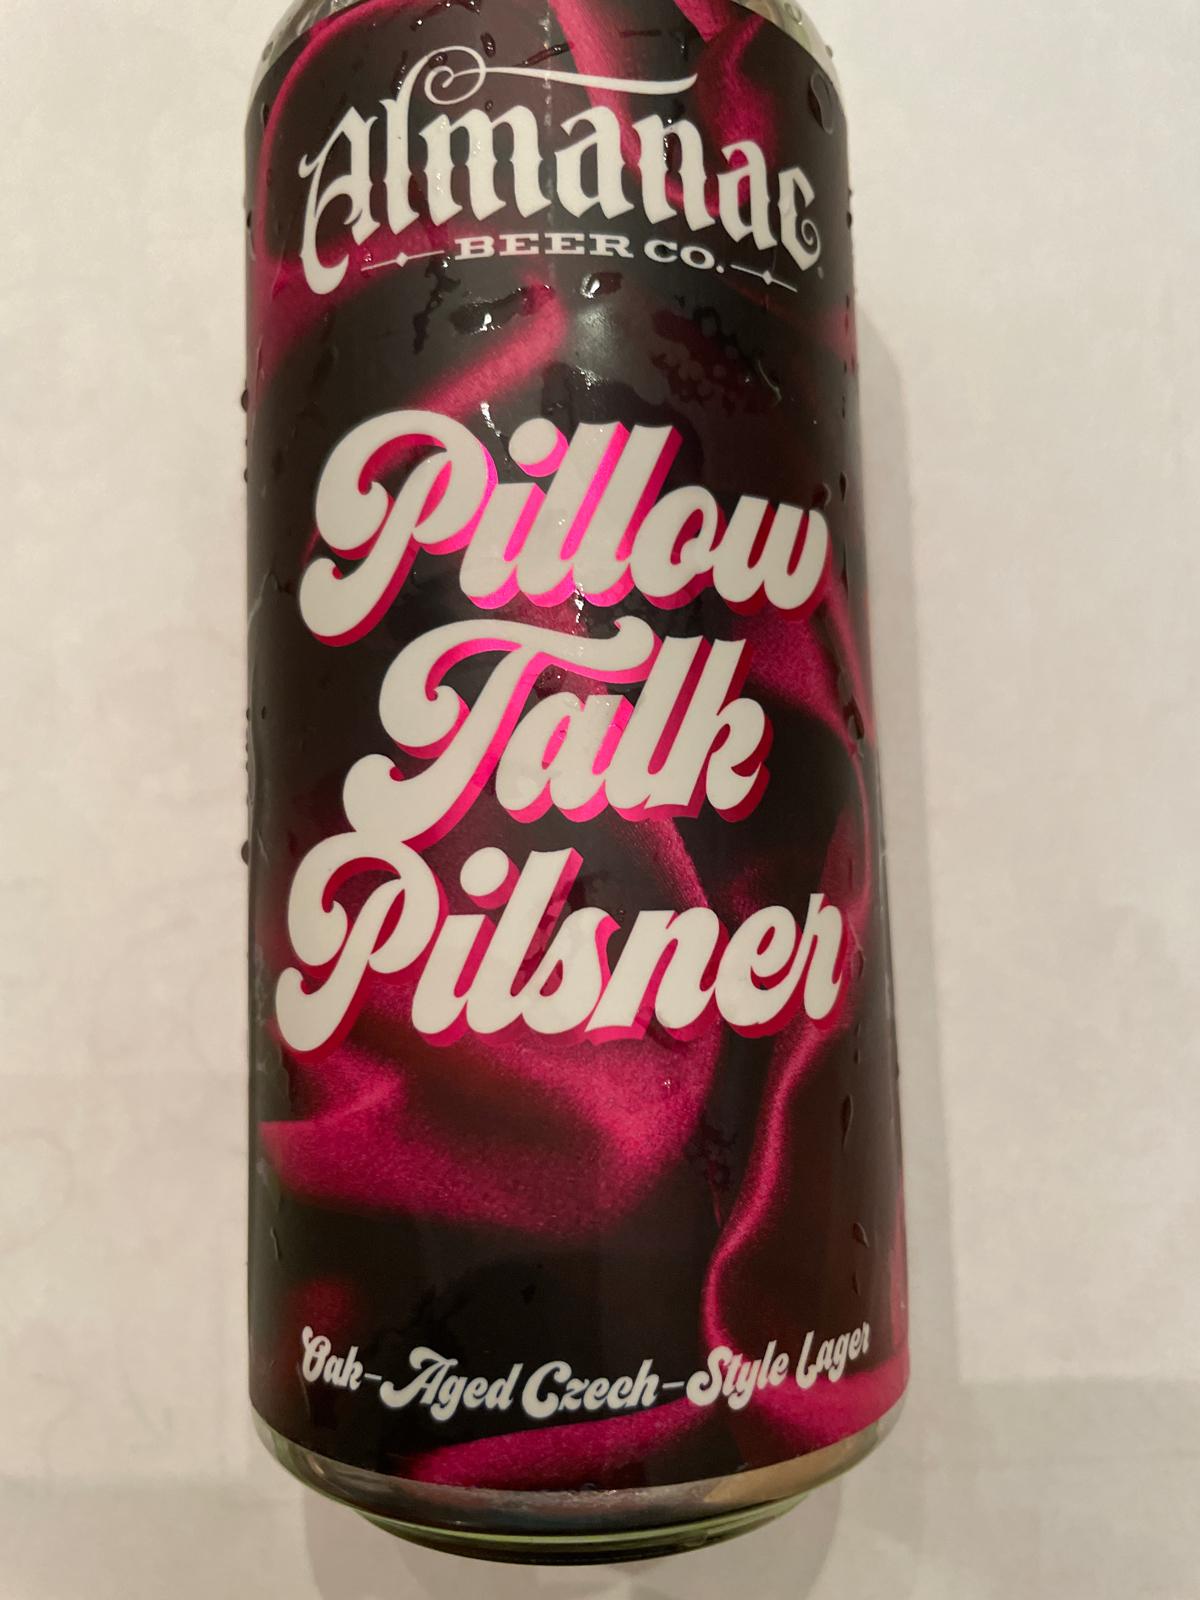 Almanac
BEER CO.
Pillow
Talk
Pilsner
Oak-Aged Czech-Style Lager